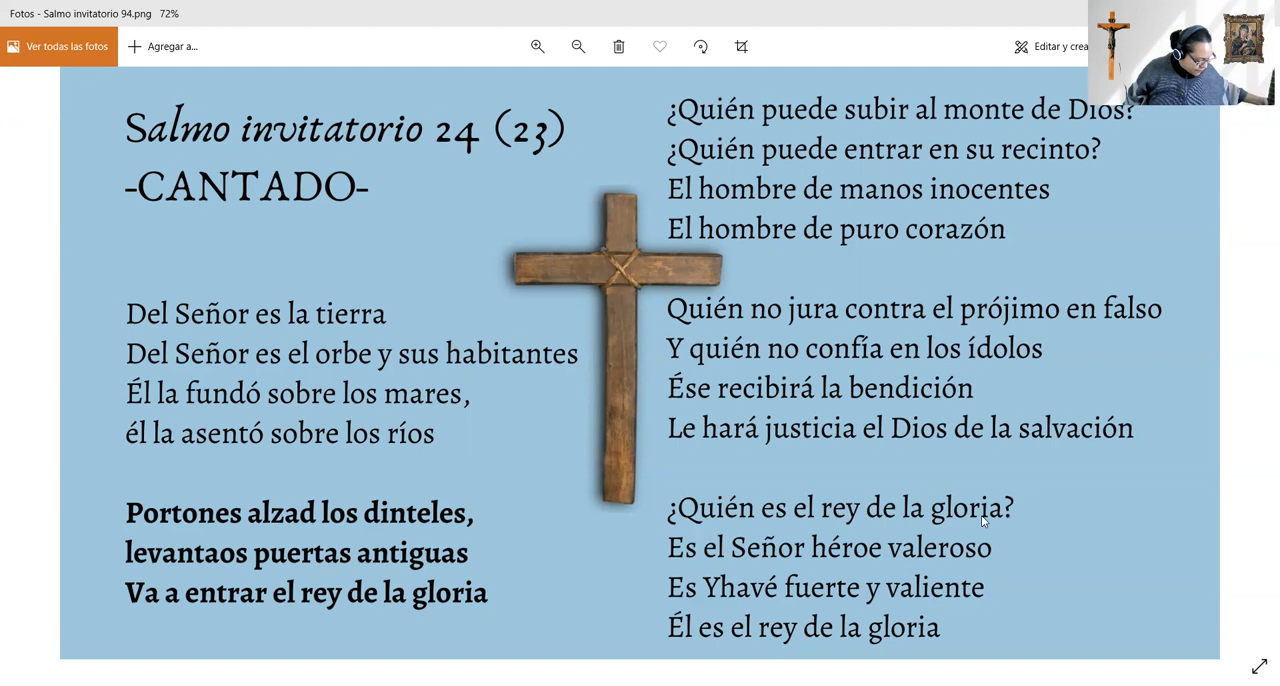 Fotos - Salmo invitatorio 94.png 72%
Ver todas las fotos
Agregar a...
Editar y crea
Salmo invitatorio 24 (23)
-CANTADO-
Del Señor es la tierra
Del Señor es el orbe y sus habitantes
Él la fundó sobre los mares,
él la asentó sobre los ríos
Portones alzad los dinteles,
levantaos puertas antiguas
Va a entrar el rey de la gloria
¿Quién puede subir al monte de Dios?
¿Quién puede entrar en su recinto?
El hombre de manos inocentes
El hombre de puro corazón
Quién no jura contra el prójimo en falso
Y quién no confía en los ídolos
Ése recibirá la bendición
Le hará justicia el Dios de la salvación
¿Quién es el rey de la gloria?
Es el Señor héroe valeroso
Es Yhavé fuerte y valiente
Él es el rey de la gloria